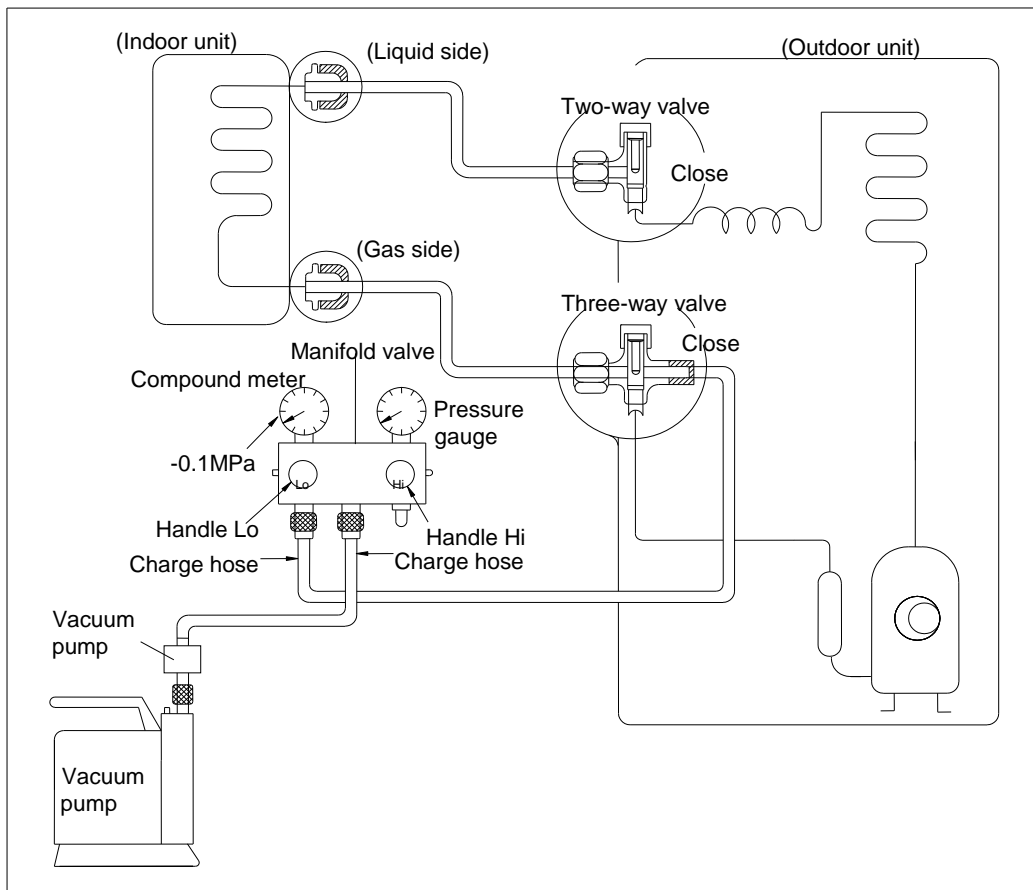 (Indoor unit)
(Liquid side)
(Outdoor unit)
Two-way valve
Close
(Gas side)
Three-way valve
Close
Manifold valve
Compound meter
Pressure
gauge
-0.1MPa
Lo
Hi
Handle Lo
Handle Hi
Charge hose
Charge hose
Vacuum
pump
Vacuum
pump